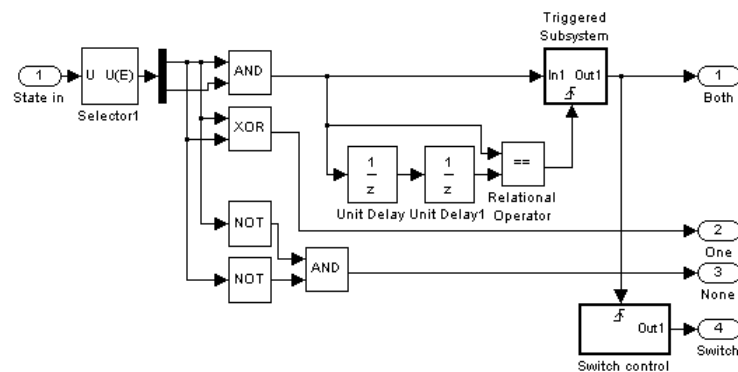 Triggered
Subsystem
1
State in
U U(E)
Selector1
AND
In1 Out1
1
Both
XOR
1
z
Unit Delay
1
z
Unit Delay1
==
Relational
Operator
2
One
NOT
NOT
AND
3
None
Out1
Switch control
4
Switch